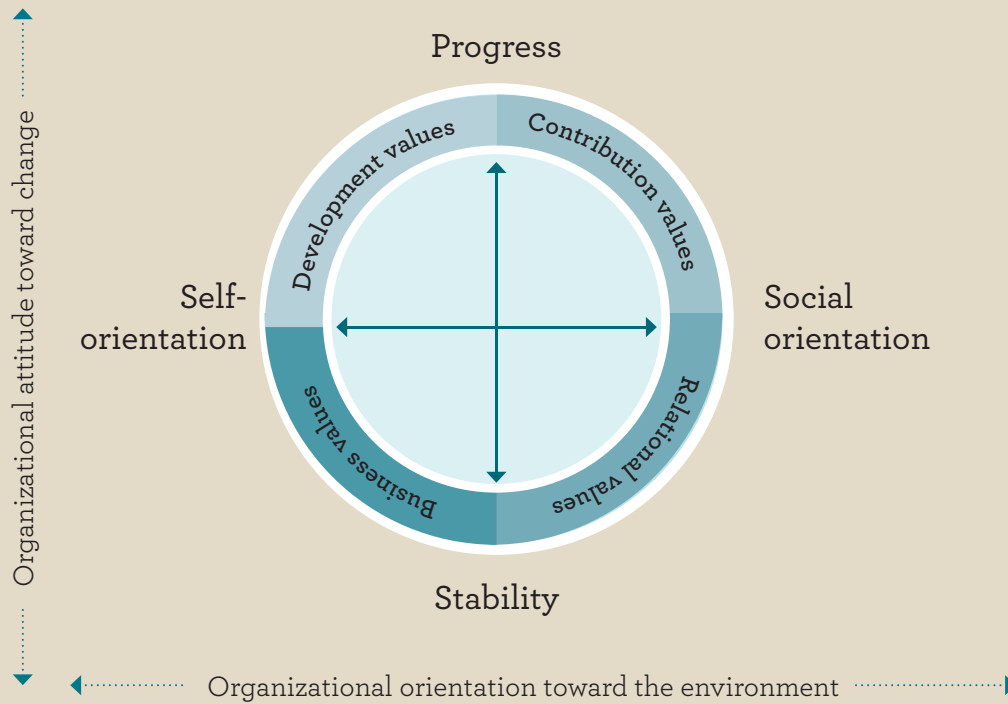 Progress
Organizational attitude toward change
Development values
Contribution values
Self-
orientation
Social
orientation
Business values
Relational values
Stability
Organizational orientation toward the environment